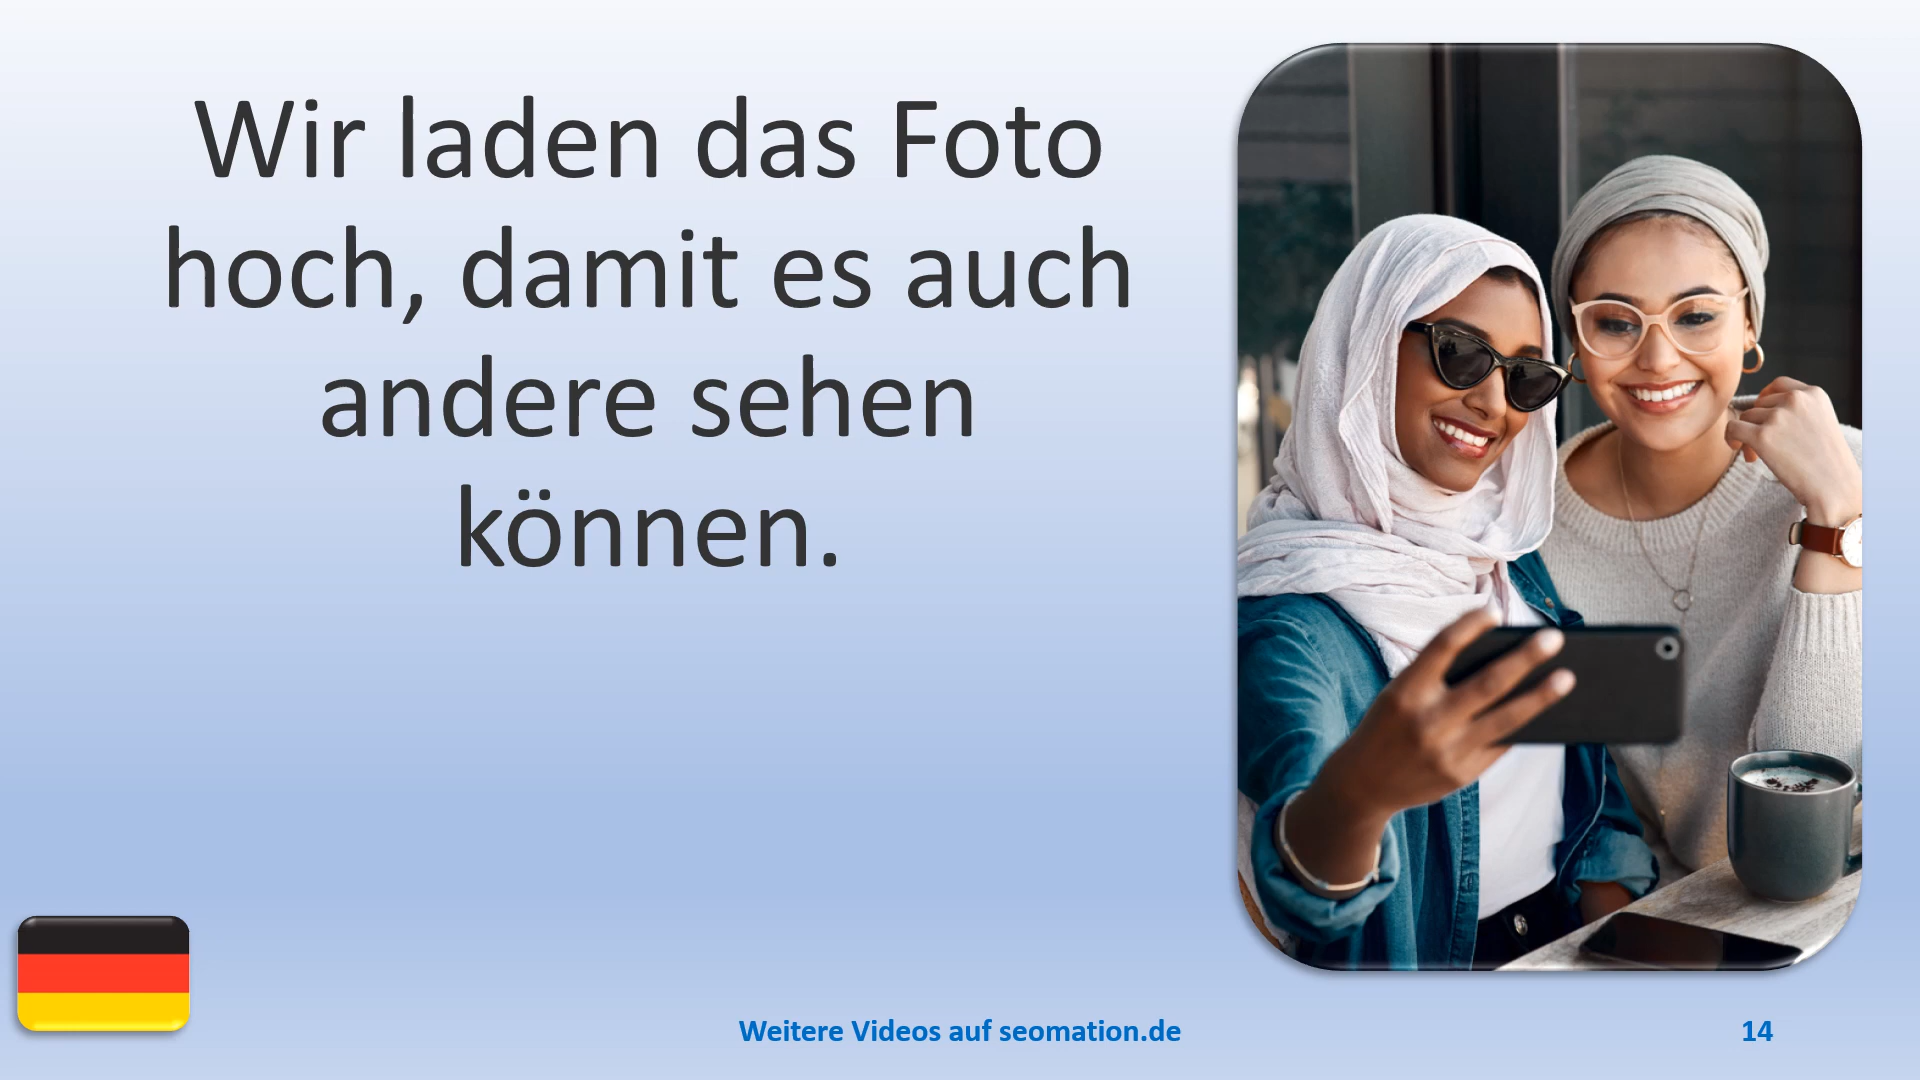 Wir laden das Foto
hoch, damit es auch
andere sehen
können.
Weitere Videos auf seomation.de
14